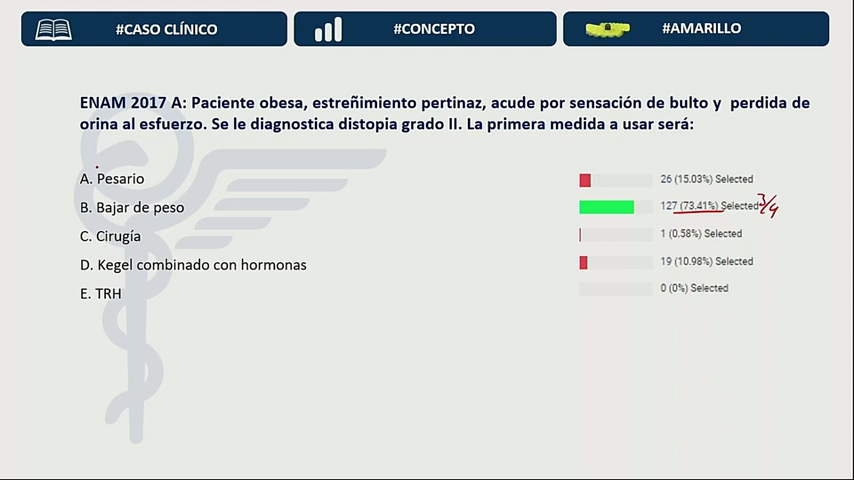 #CASO CLÍNICO
#CONCEPTO
#AMARILLO
ENAM 2017 A: Paciente obesa, estreñimiento pertinaz, acude por sensación de bulto y perdida de
orina al esfuerzo. Se le diagnostica distopia grado II. La primera medida a usar será:
A. Pesario
26 (15.03%) Selected
B. Bajar de peso
127 (73.41%) Selected 3/4
C. Cirugía
1 (0.58%) Selected
D. Kegel combinado con hormonas
19 (10.98%) Selected
E. TRH
0 (0%) Selected